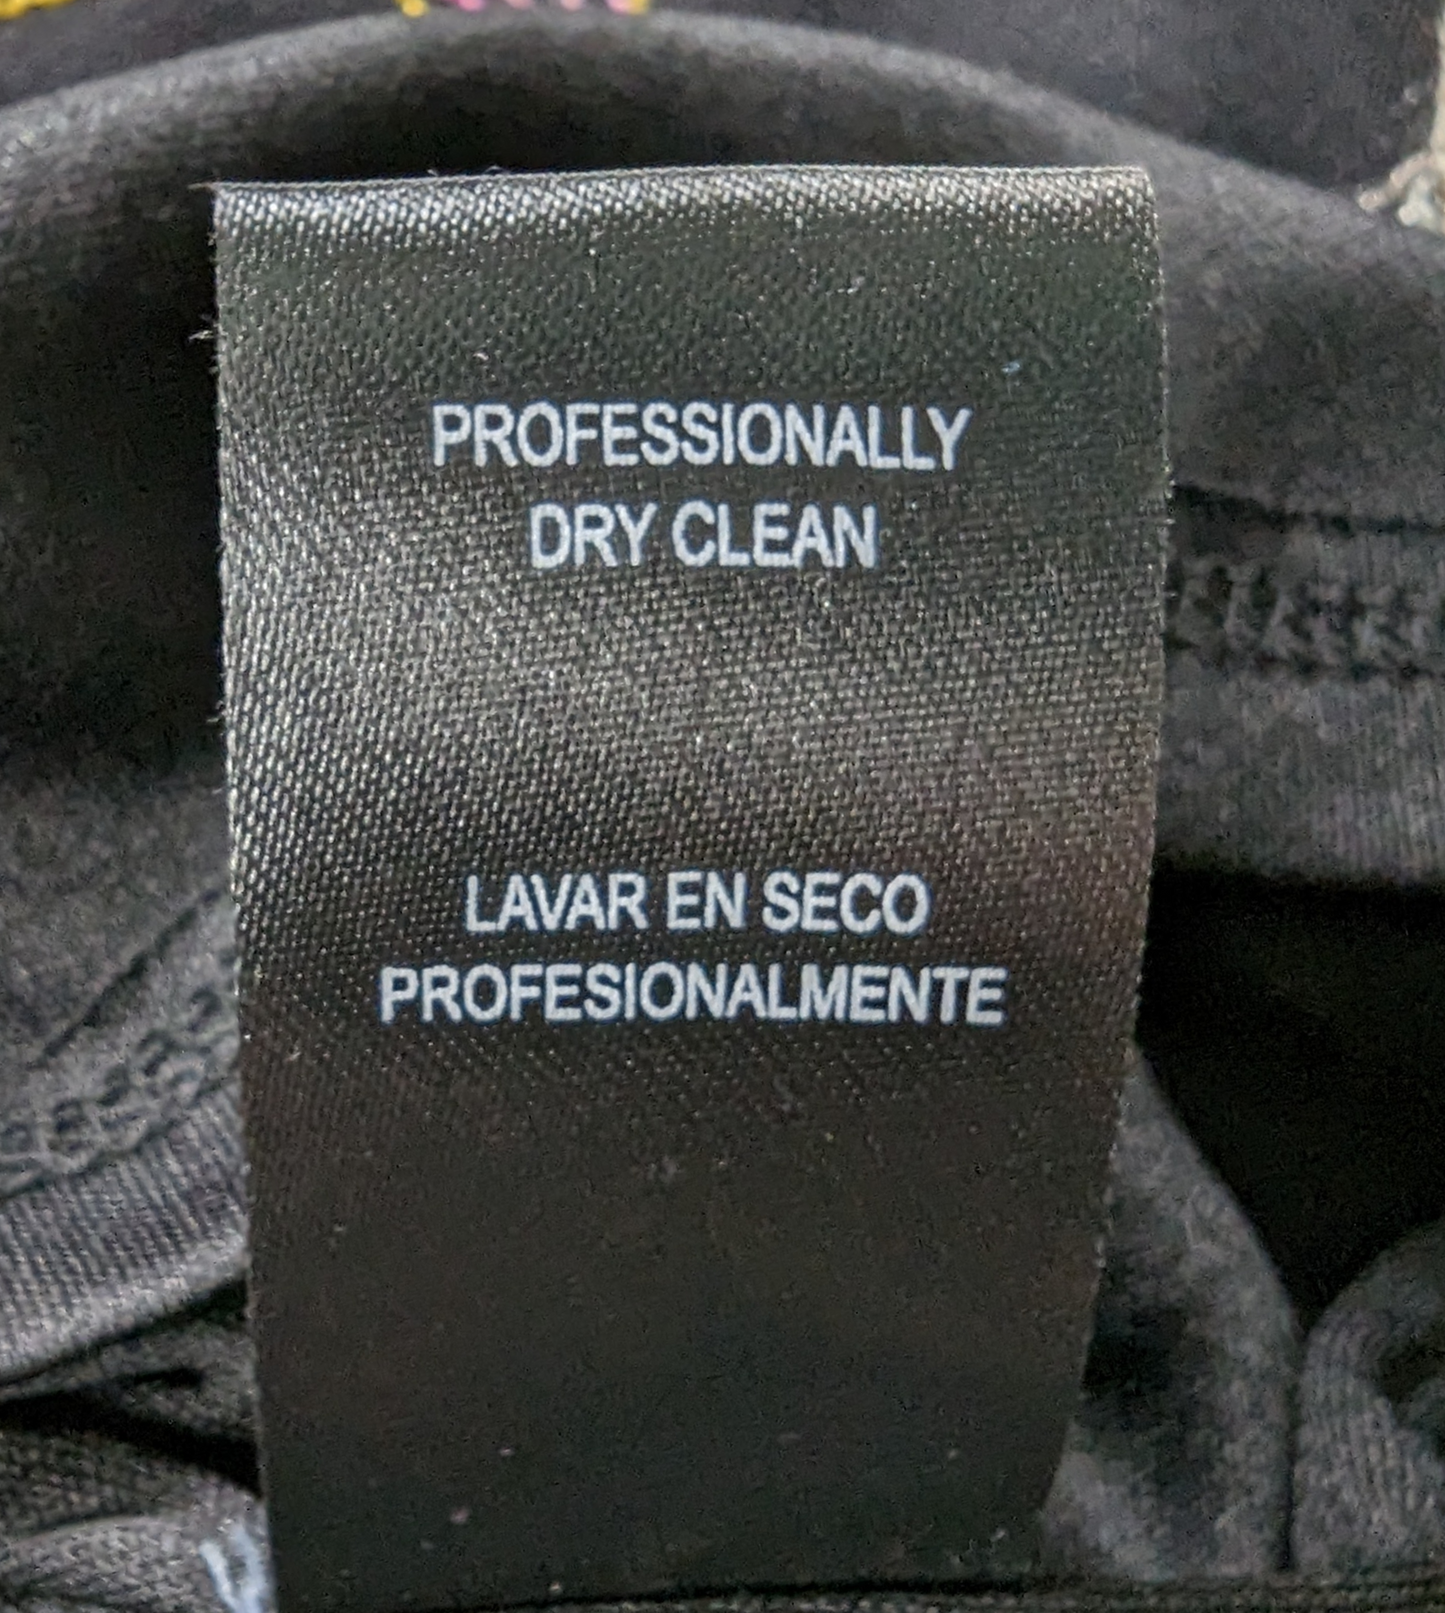 PROFESSIONALLY
DRY CLEAN
LAVAR EN SECO
PROFESIONALMENTE